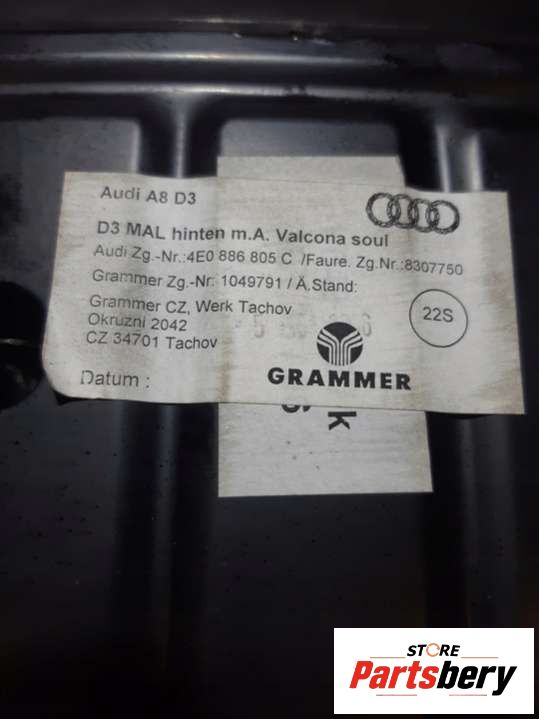 Audi A8 D3
D3 MAL hinten m.A. Valcona soul
Audi Zg.-Nr.:4E0 886 805 C /Faure. Zg.Nr.:8307750
Grammer Zg.-Nr: 1049791 / Ä.Stand:
Grammer CZ, Werk Tachov
Okruzni 2042
CZ 34701 Tachov
22S
GRAMMER
Datum :
k
STORE
Partsbery